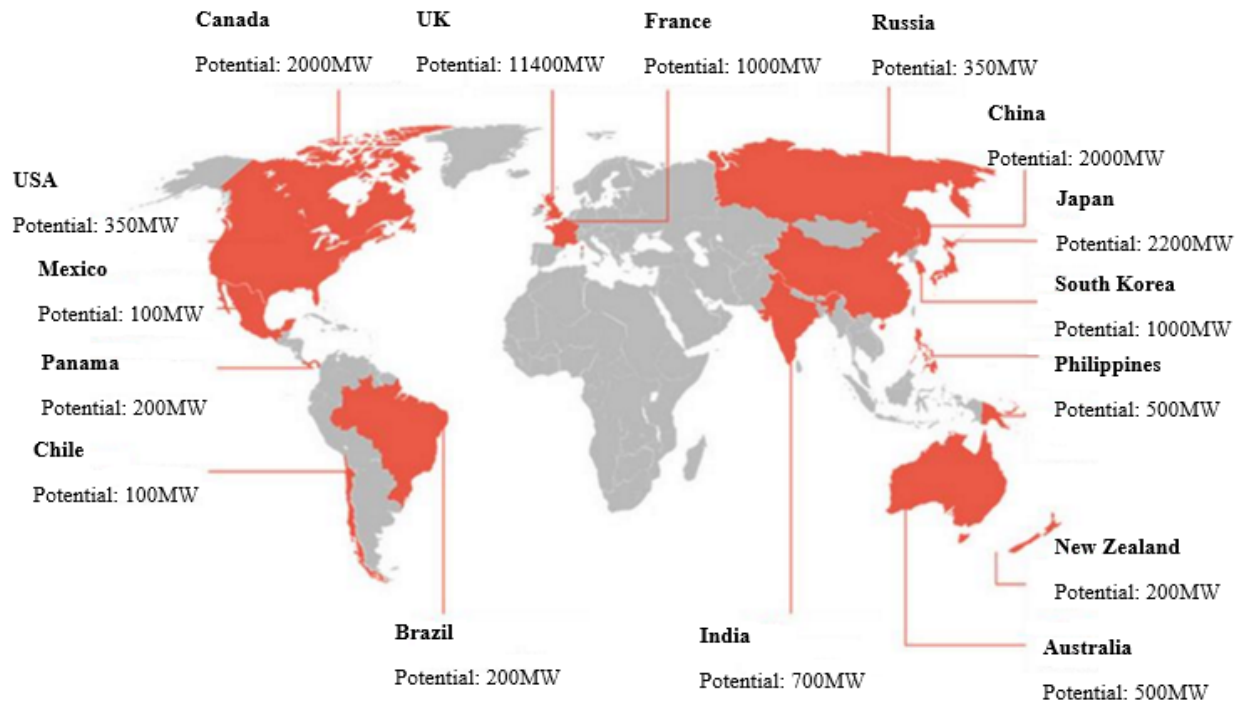 Canada
Potential: 2000MW
UK
Potential: 11400MW
France
Potential: 1000MW
Russia
Potential: 350MW
China
Potential: 2000MW
USA
Potential: 350MW
Japan
Potential: 2200MW
Mexico
Potential: 100MW
South Korea
Potential: 1000MW
Panama
Potential: 200MW
Philippines
Potential: 500MW
Chile
Potential: 100MW
New Zealand
Potential: 200MW
Brazil
Potential: 200MW
India
Potential: 700MW
Australia
Potential: 500MW